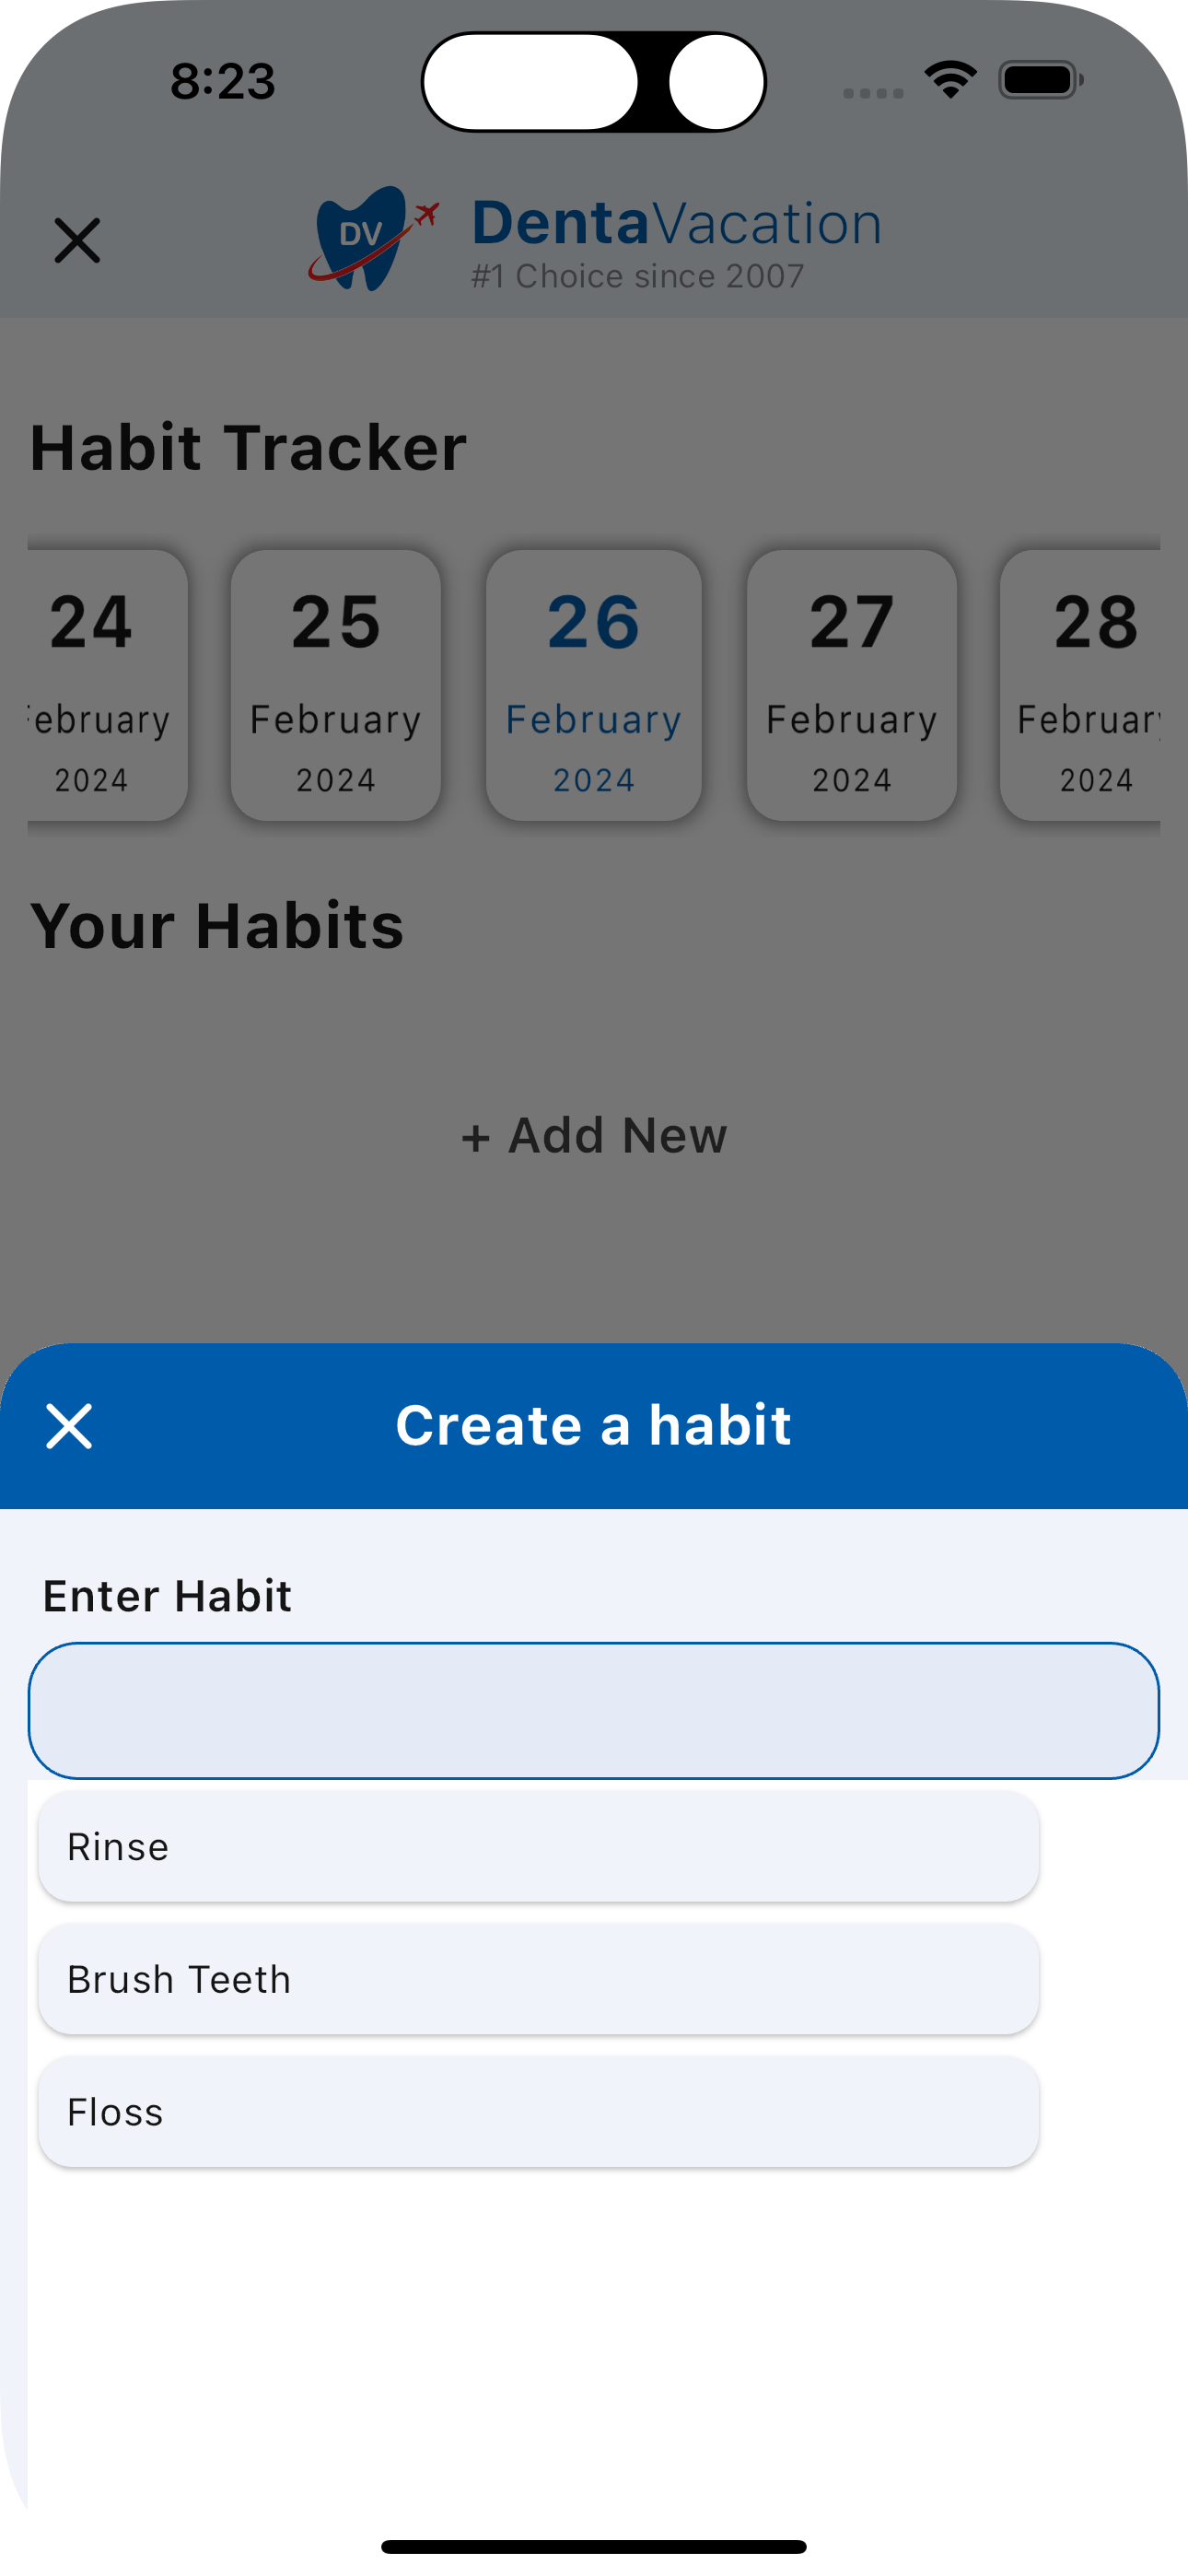 8:23
DV
DentaVacation
#1 Choice since 2007
Habit Tracker
24 25 26 27 28
ebruary February February February Februar
2024 2024 2024 2024 2024
Your Habits
+ Add New
Create a habit
Enter Habit
Rinse
Brush Teeth
Floss